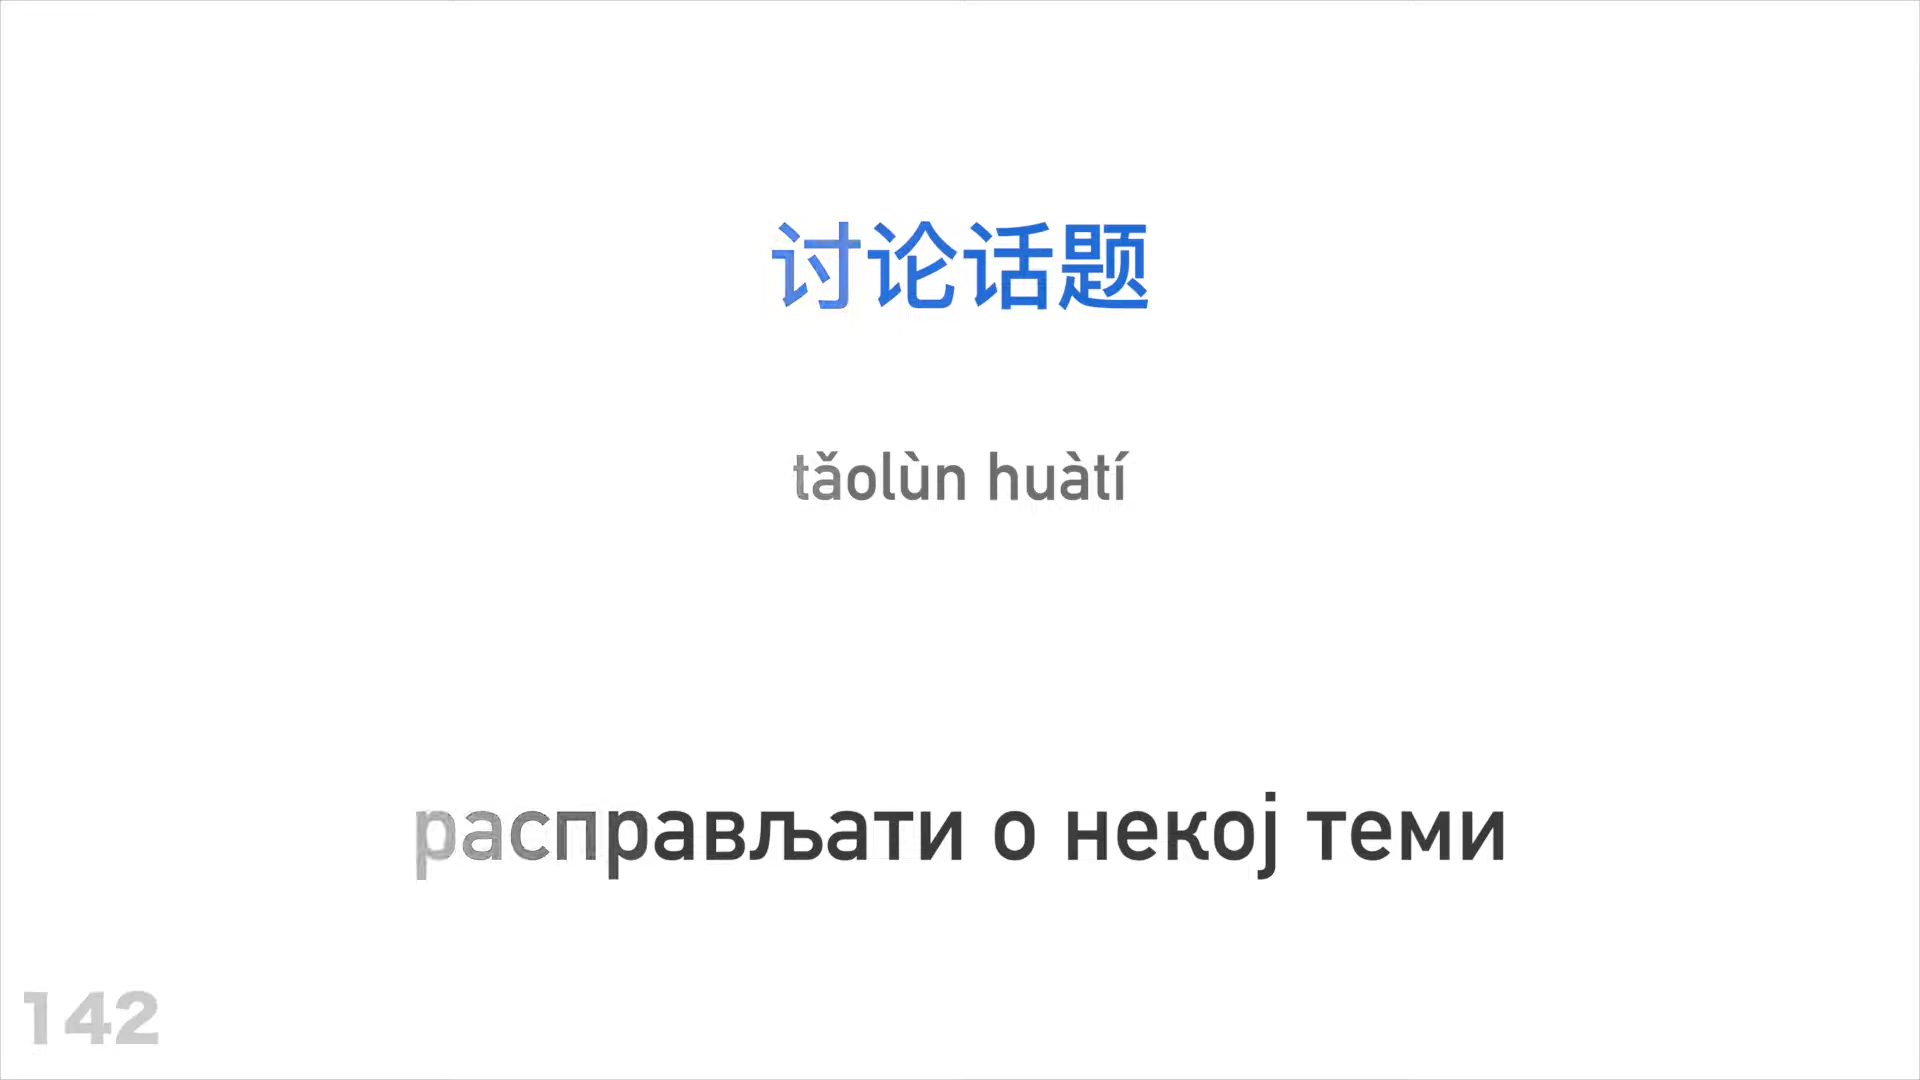 讨论话题
tǎolùn huàtí
расправљати о некој теми
142